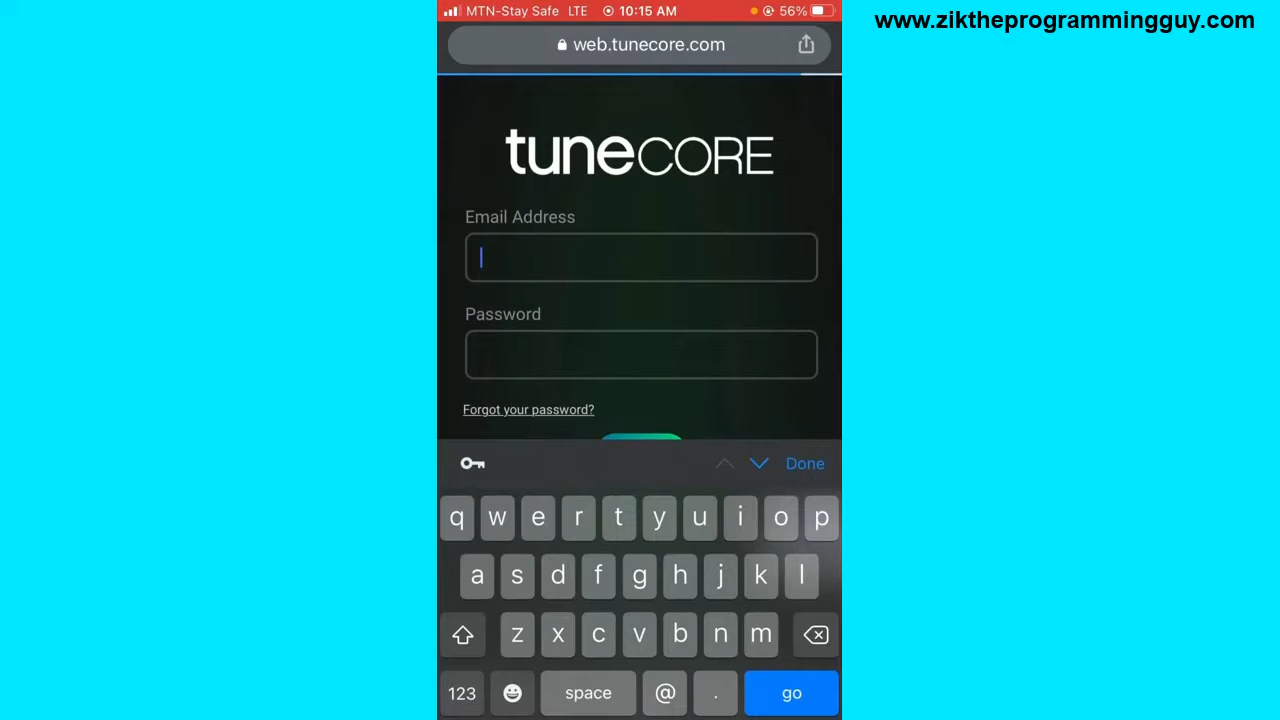 MTN-Stay Safe LTE 10:15 AM 56%
www.ziktheprogrammingguy.com
web.tunecore.com
tuneCORE
Email Address
Password
Forgot your password?
Done
q w e r t y u i o p
a s d f g h j k l
z x c v b n m
123 space @ . go